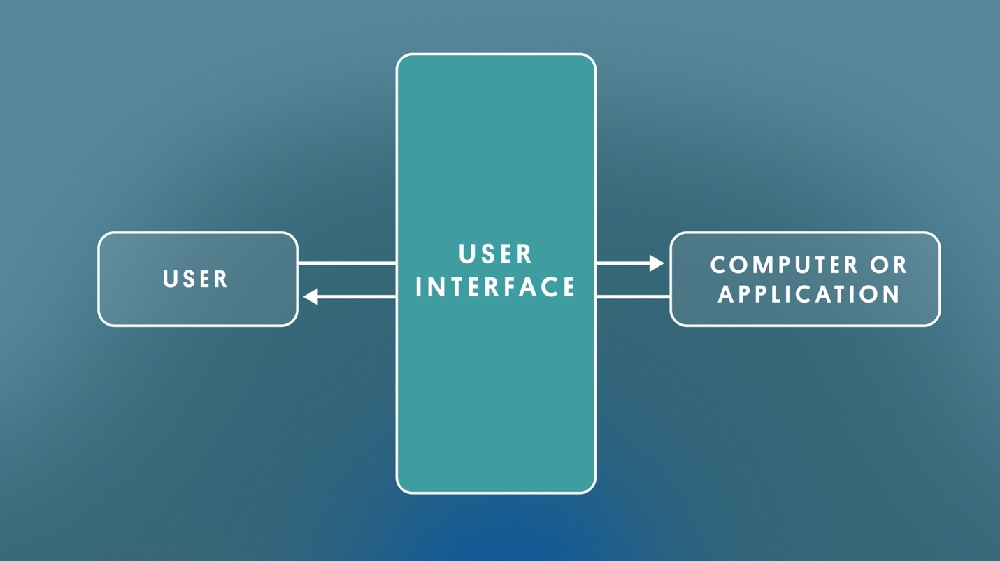 USER
USER
INTERFACE
COMPUTER OR
APPLICATION